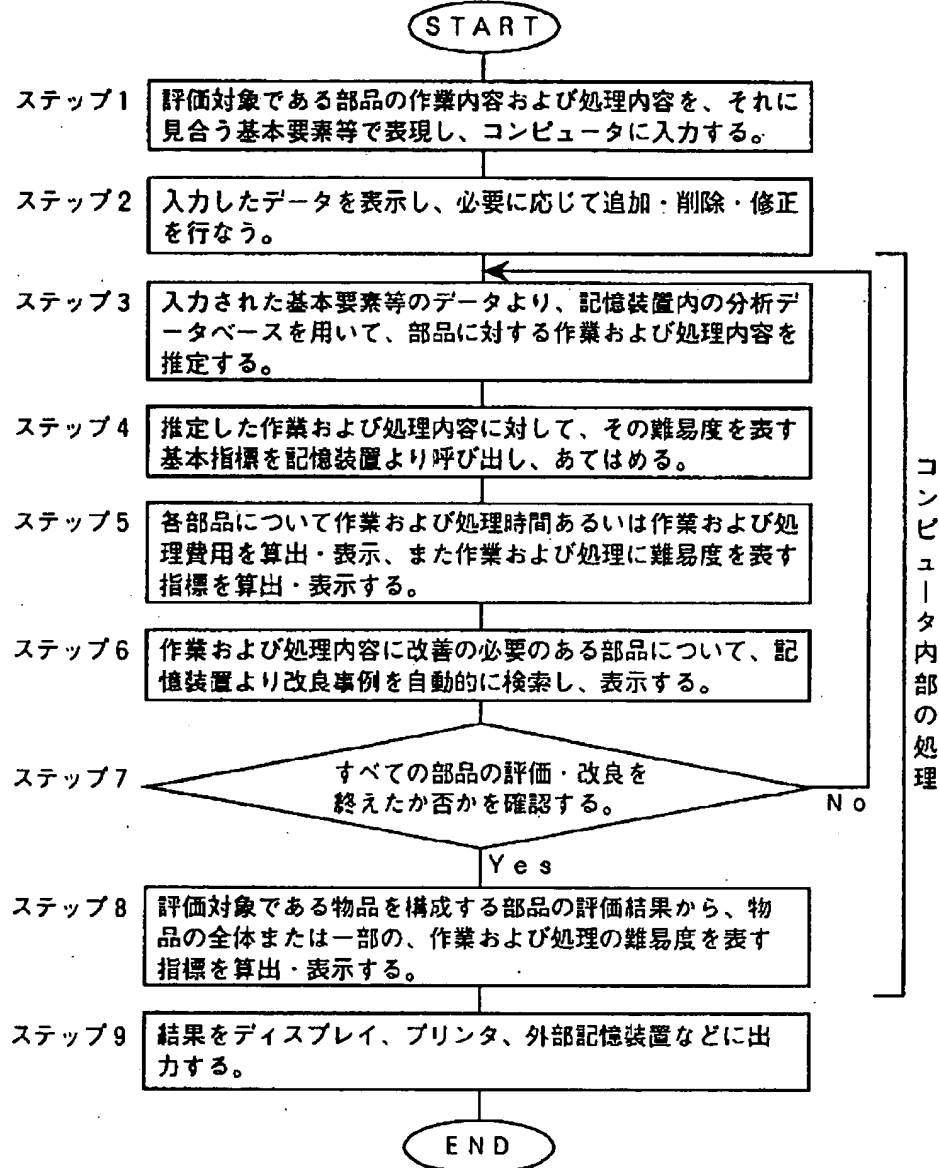 START
ステップ1
評価対象である部品の作業内容および処理内容を、それに
見合う基本要素等で表現し、コンピュータに入力する。
ステップ2
入力したデータを表示し、必要に応じて追加・削除・修正
を行なう。
ステップ3
入力された基本要素等のデータより、記憶装置内の分析デ
ータベースを用いて、部品に対する作業および処理内容を
推定する。
ステップ4
推定した作業および処理内容に対して、その難易度を表す
基本指標を記憶装置より呼び出し、あてはめる。
ステップ5
各部品について作業および処理時間あるいは作業および処
理費用を算出・表示、また作業および処理に難易度を表す
指標を算出・表示する。
ステップ6
作業および処理内容に改善の必要のある部品について、記
憶装置より改良事例を自動的に検索し、表示する。
ステップ7
すべての部品の評価・改良を
終えたか否かを確認する。
No
Yes
ステップ8
評価対象である物品を構成する部品の評価結果から、物
品の全体または一部の、作業および処理の難易度を表す
指標を算出・表示する。
ステップ9
結果をディスプレイ、プリンタ、外部記憶装置などに出
力する。
END
コンピュータ内部の処理